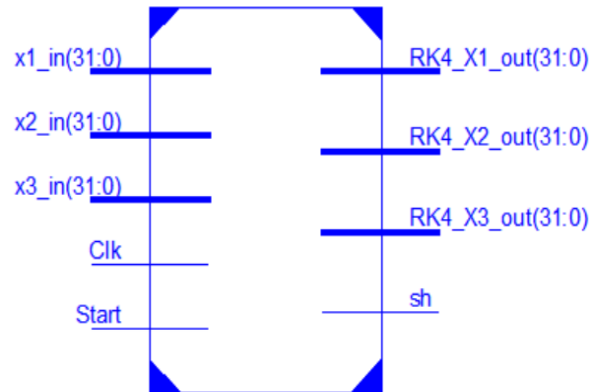 x1_in(31:0)
x2_in(31:0)
x3_in(31:0)
Clk
Start
RK4_X1_out(31:0)
RK4_X2_out(31:0)
RK4_X3_out(31:0)
sh